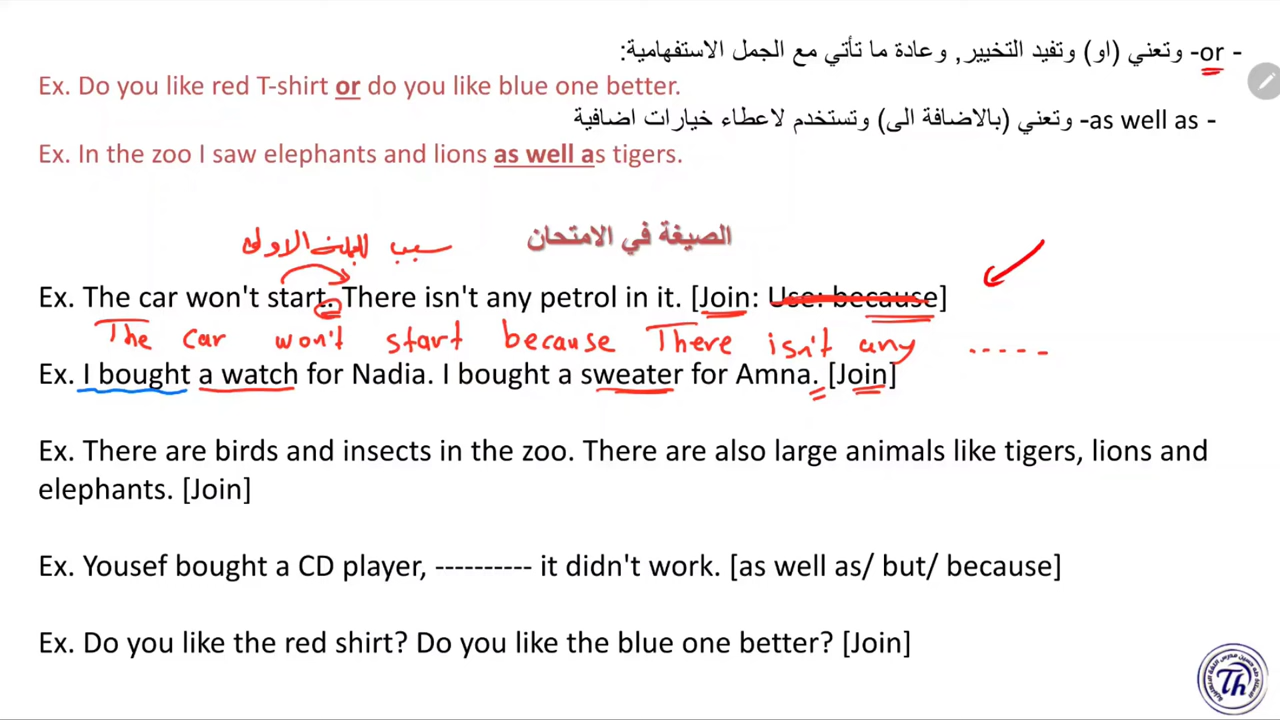 - or- وتعني (او) وتفيد التخيير, وعادة ما تأتي مع الجمل الاستفهامية:
Ex. Do you like red T-shirt or do you like blue one better.
- as well as- وتعني (بالاضافة الى) وتستخدم لاعطاء خيارات اضافية
Ex. In the zoo I saw elephants and lions as well as tigers.
الصيغة في الامتحان
سبب للجملة الاولى
Ex. The car won't start. There isn't any petrol in it. [Join: Use: because]
The car won't start because There isn't any .....
Ex. I bought a watch for Nadia. I bought a sweater for Amna. [Join]
Ex. There are birds and insects in the zoo. There are also large animals like tigers, lions and
elephants. [Join]
Ex. Yousef bought a CD player, ---------- it didn't work. [as well as/ but/ because]
Ex. Do you like the red shirt? Do you like the blue one better? [Join]
Th